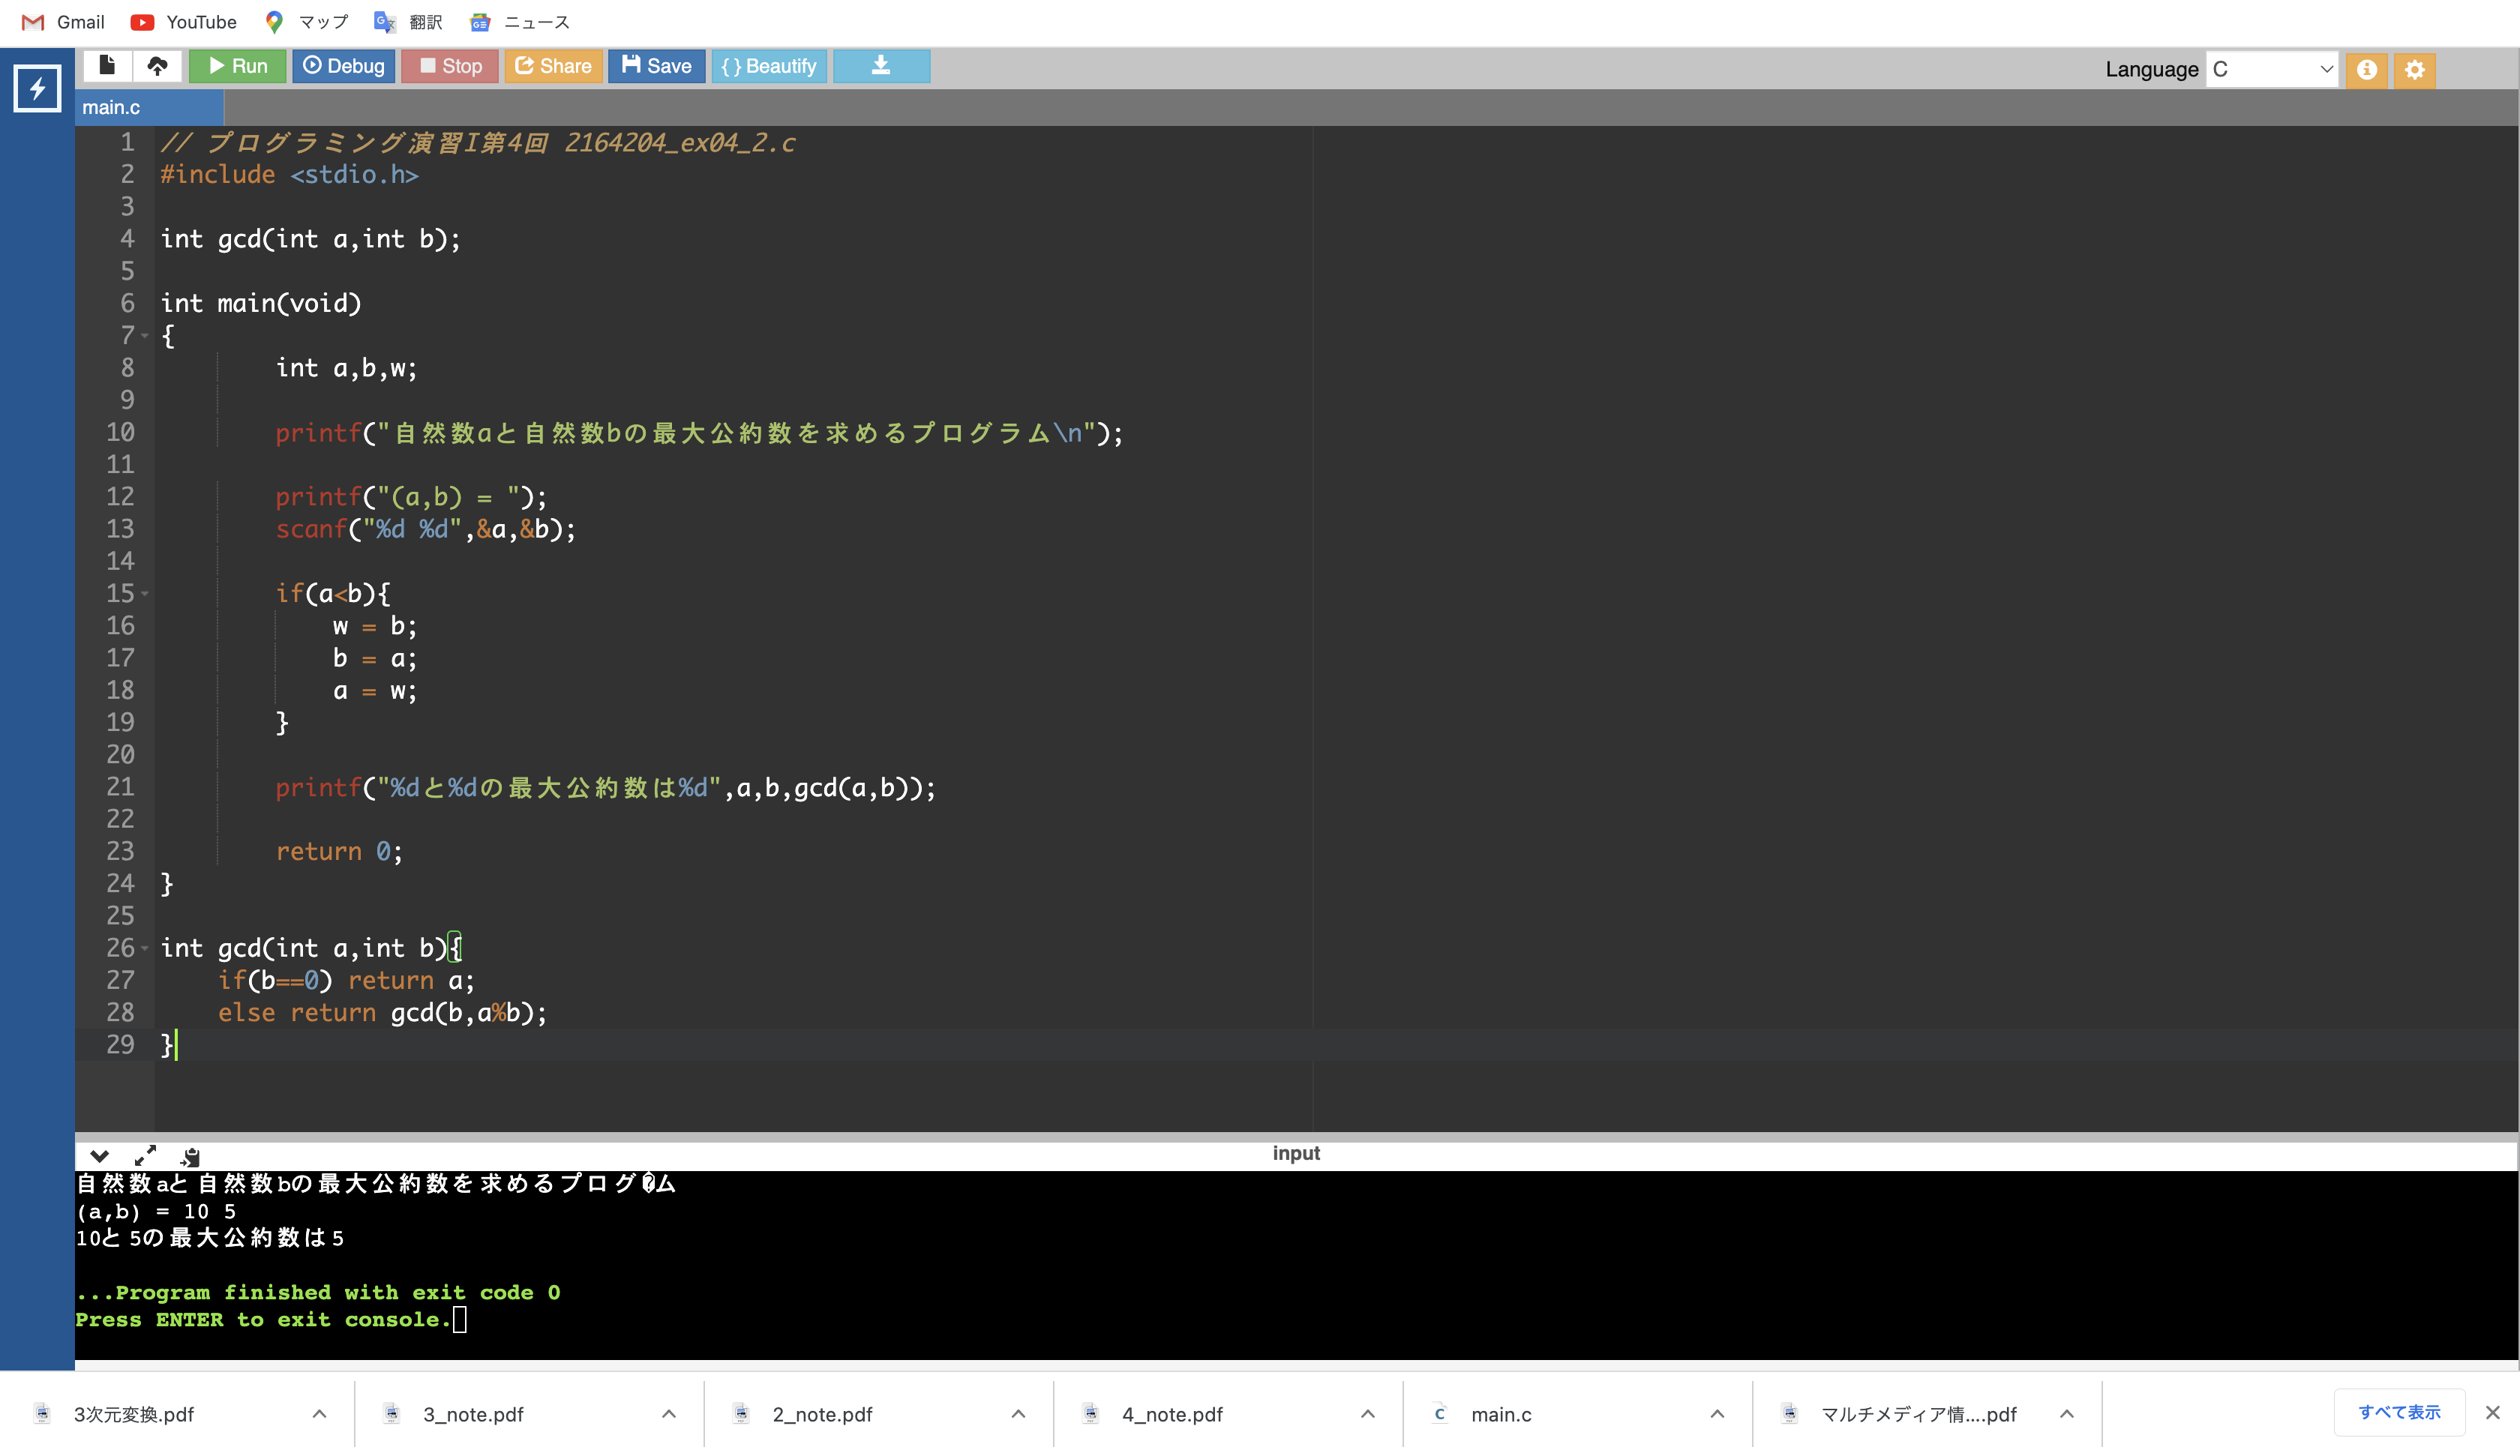 Gmail YouTube マップ 翻訳 ニュース
Run Debug Stop Share Save { } Beautify Language C
main.c
1 // プログラミング演習I第4回 2164204_ex04_2.c
2 #include <stdio.h>
3
4 int gcd(int a,int b);
5
6 int main(void)
7 {
8 int a,b,w;
9
10 printf("自然数aと自然数bの最大公約数を求めるプログラム\n");
11
12 printf("(a,b) = ");
13 scanf("%d %d",&a,&b);
14
15 if(a<b){
16 w = b;
17 b = a;
18 a = w;
19 }
20
21 printf("%dと%dの最大公約数は%d",a,b,gcd(a,b));
22
23 return 0;
24 }
25
26 int gcd(int a,int b){
27 if(b==0) return a;
28 else return gcd(b,a%b);
29 }
input
自然数aと自然数bの最大公約数を求めるプログ�ム
(a,b) = 10 5
10と5の最大公約数は5
...Program finished with exit code 0
Press ENTER to exit console.
3次元変換.pdf 3_note.pdf 2_note.pdf 4_note.pdf main.c マルチメディア情....pdf すべて表示